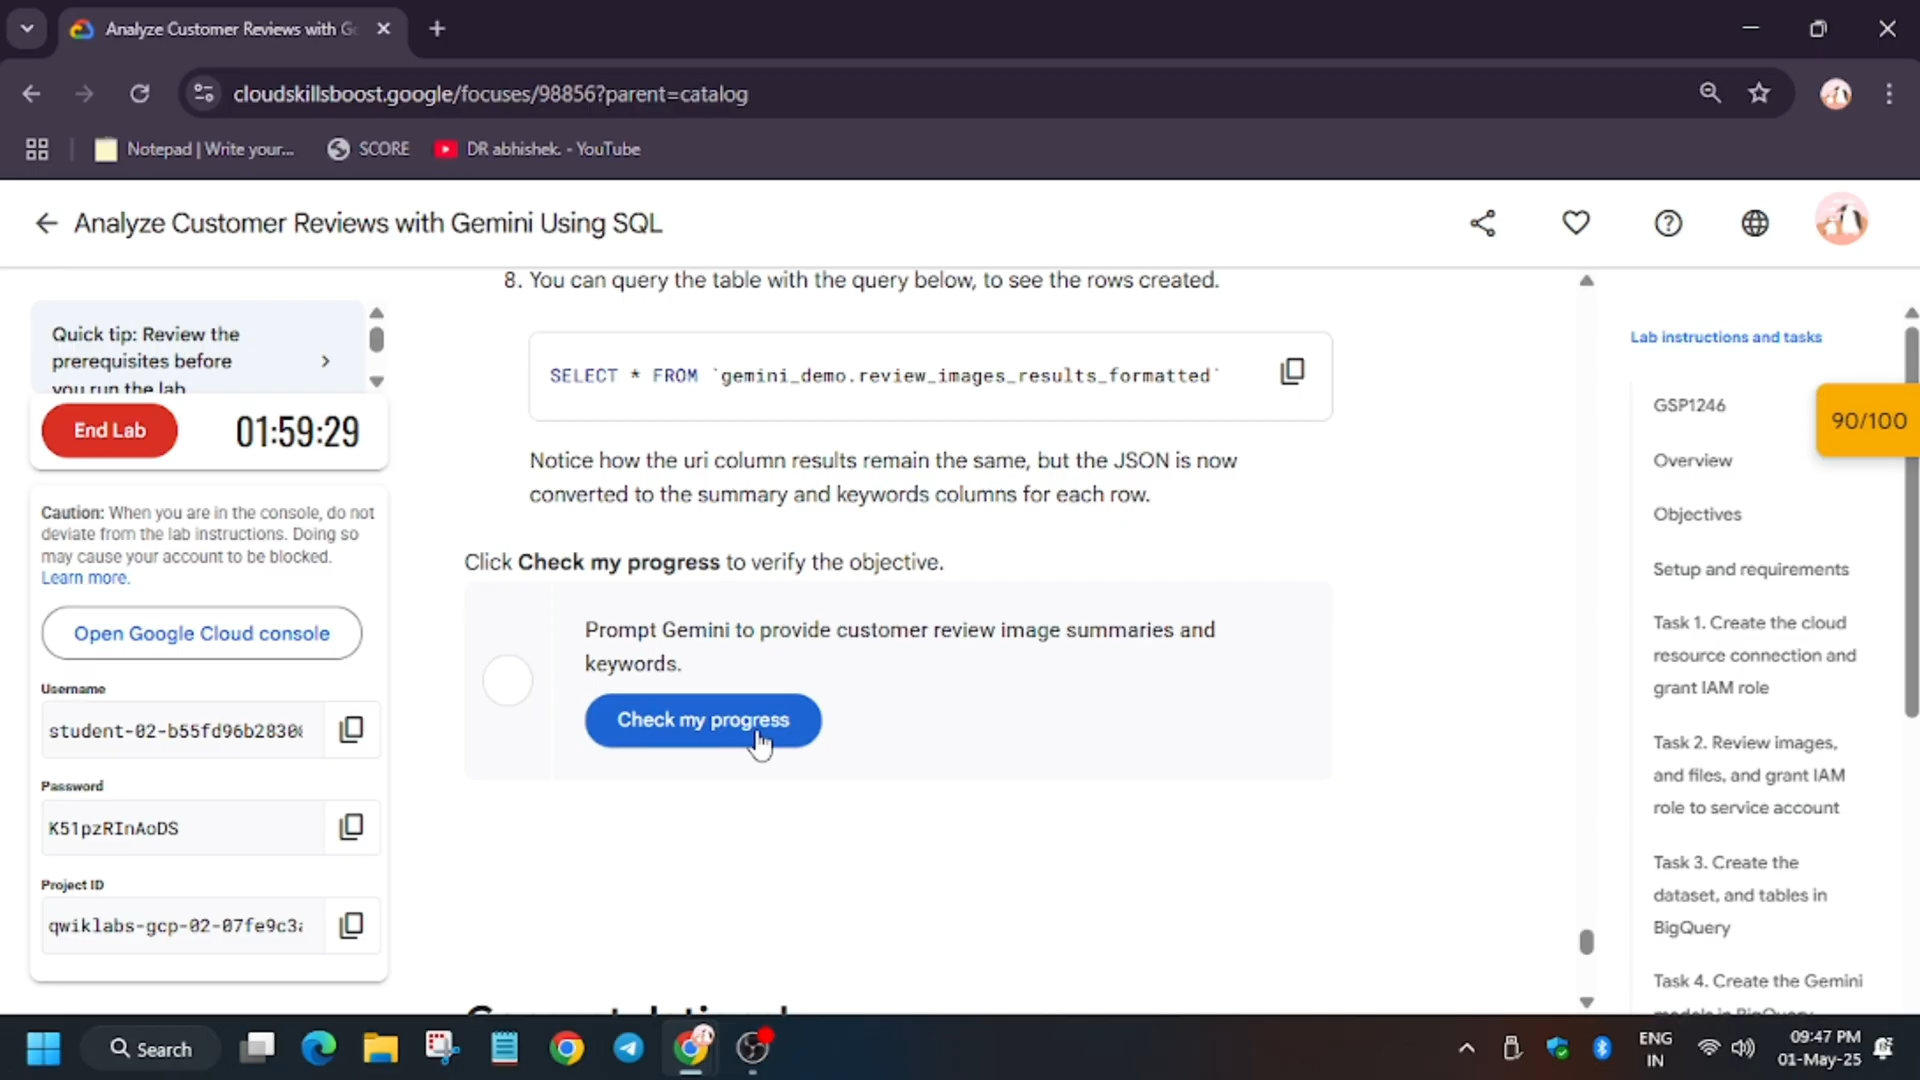 Analyze Customer Reviews with Ge
cloudskillsboost.google/focuses/98856?parent=catalog
Notepad | Write your...
SCORE
DR abhishek. - YouTube
Analyze Customer Reviews with Gemini Using SQL
Quick tip: Review the
prerequisites before
you run the lab
End Lab
01:59:29
Caution: When you are in the console, do not
deviate from the lab instructions. Doing so
may cause your account to be blocked.
Learn more.
Open Google Cloud console
Username
student-02-b55fd96b28308
Password
K51pzRInAoDS
Project ID
qwiklabs-gcp-02-07fe9c3a
8. You can query the table with the query below, to see the rows created.
SELECT * FROM `gemini_demo.review_images_results_formatted`
Notice how the uri column results remain the same, but the JSON is now
converted to the summary and keywords columns for each row.
Click Check my progress to verify the objective.
Prompt Gemini to provide customer review image summaries and
keywords.
Check my progress
Lab instructions and tasks
GSP1246
90/100
Overview
Objectives
Setup and requirements
Task 1. Create the cloud
resource connection and
grant IAM role
Task 2. Review images,
and files, and grant IAM
role to service account
Task 3. Create the
dataset, and tables in
BigQuery
Task 4. Create the Gemini
models in BigQuery
Search
ENG
IN
09:47 PM
01-May-25